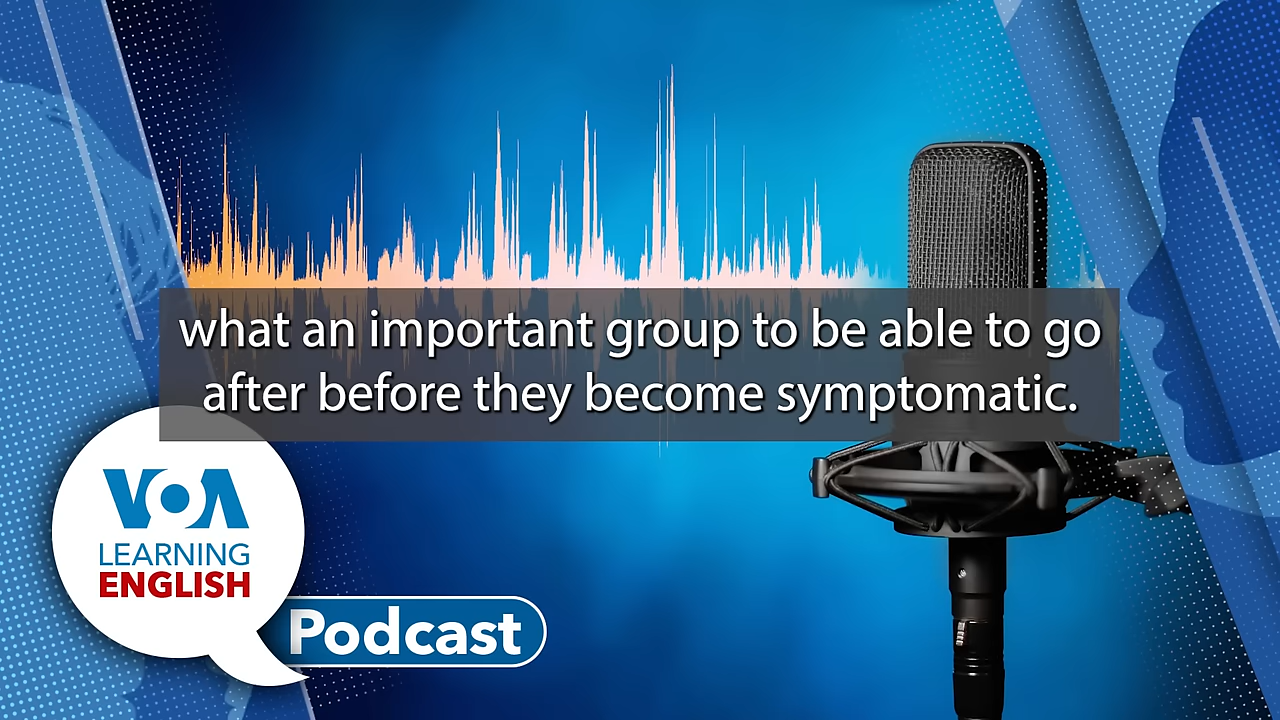 what an important group to be able to go
after before they become symptomatic.
VOA
LEARNING
ENGLISH
Podcast